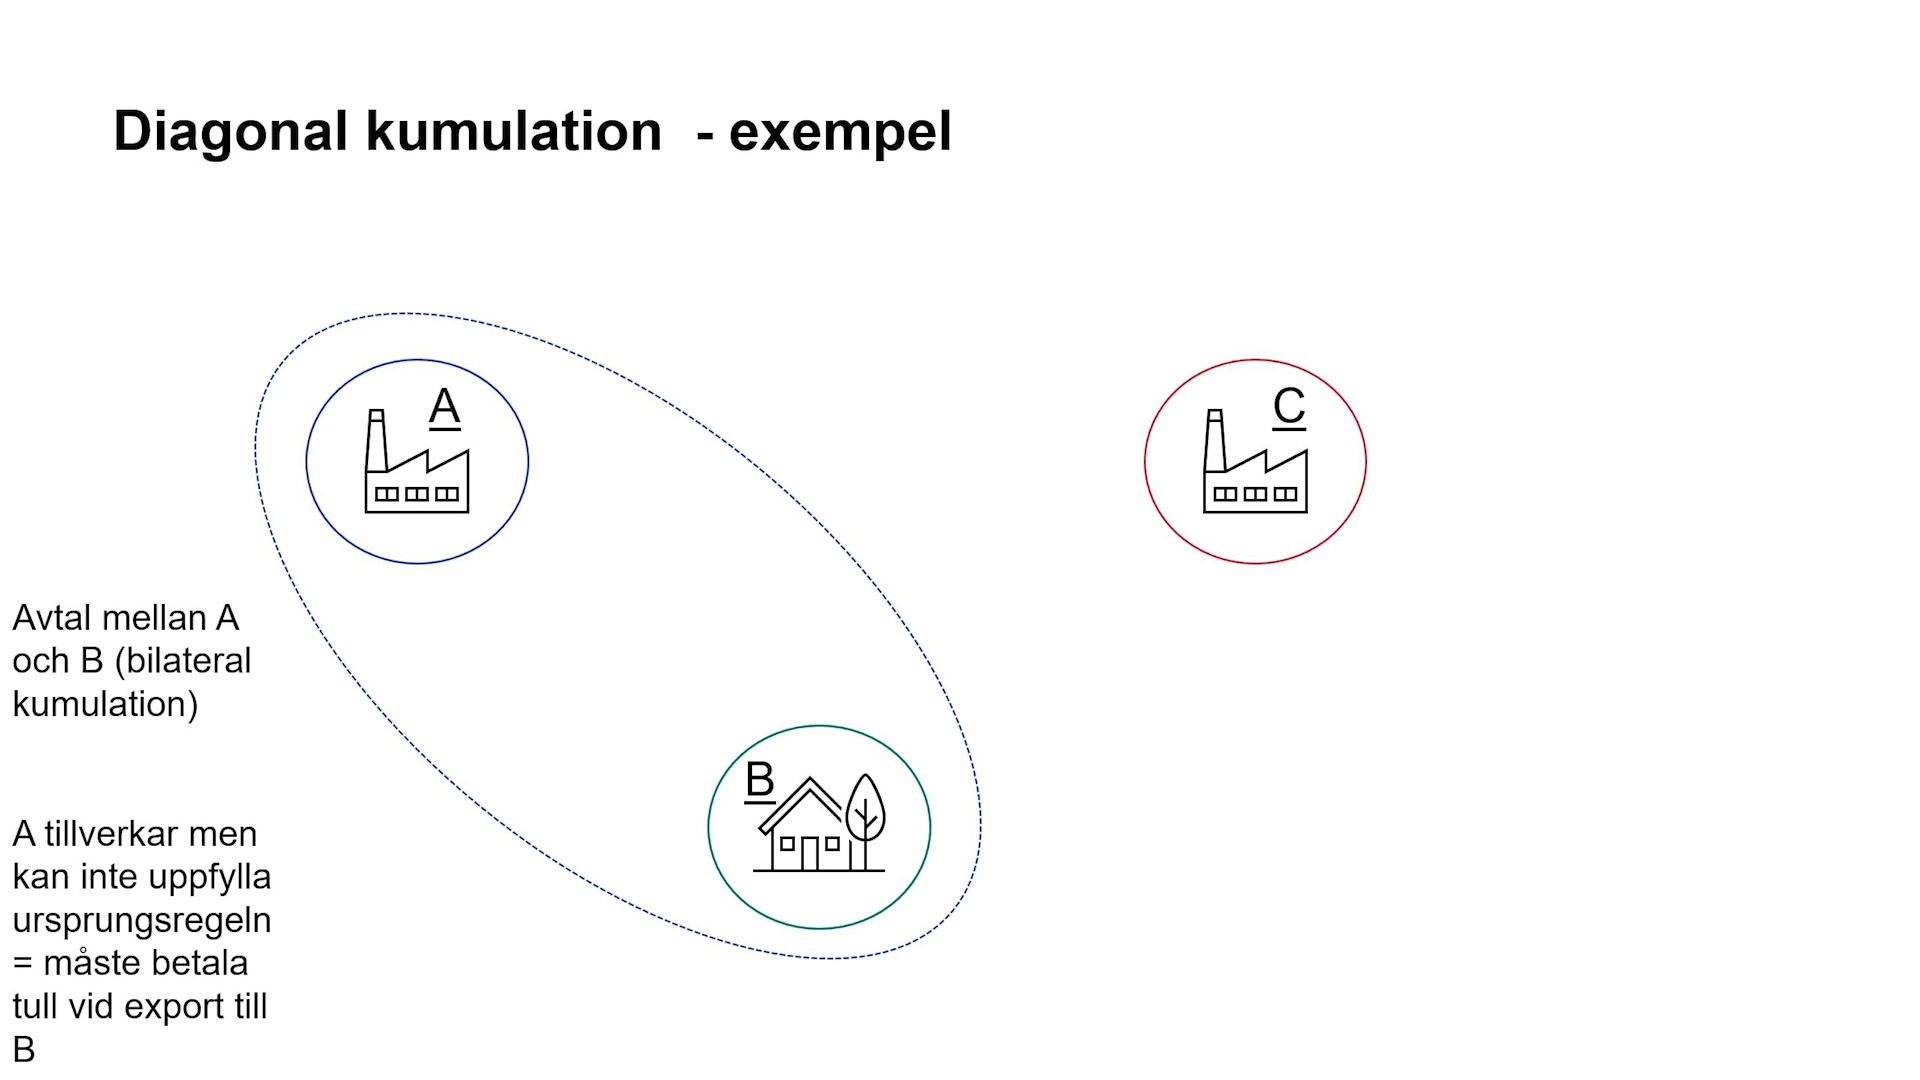 Diagonal kumulation  - exempel
A
C
B
Avtal mellan A
och B (bilateral
kumulation)
A tillverkar men
kan inte uppfylla
ursprungsregeln
= måste betala
tull vid export till
B